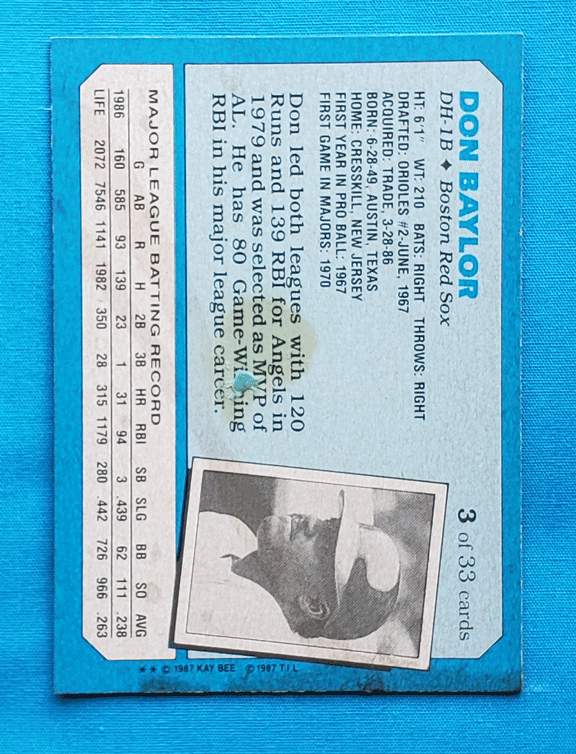 DON BAYLOR
3 of 33 cards
DH-1B ♦ Boston Red Sox
HT: 6'1" WT: 210 BATS: RIGHT THROWS: RIGHT
DRAFTED: ORIOLES #2-JUNE, 1967
ACQUIRED: TRADE, 3-28-86
BORN: 6-28-49, AUSTIN, TEXAS
HOME: CRESSKILL, NEW JERSEY
FIRST YEAR IN PRO BALL: 1967
FIRST GAME IN MAJORS: 1970
Don led both leagues with 120
Runs and 139 RBI for Angels in
1979 and was selected as MVP of
AL. He has 80 Game-Winning
RBI in his major league career.
MAJOR LEAGUE BATTING RECORD
G AB R H 2B 3B HR RBI SB SLG BB SO AVG
1986 160 585 93 139 23 1 31 94 3 .439 62 111 .238
LIFE 2072 7546 1141 1982 350 28 315 1179 280 .442 726 966 .263
** © 1987 KAY BEE © 1987 T.I.L.